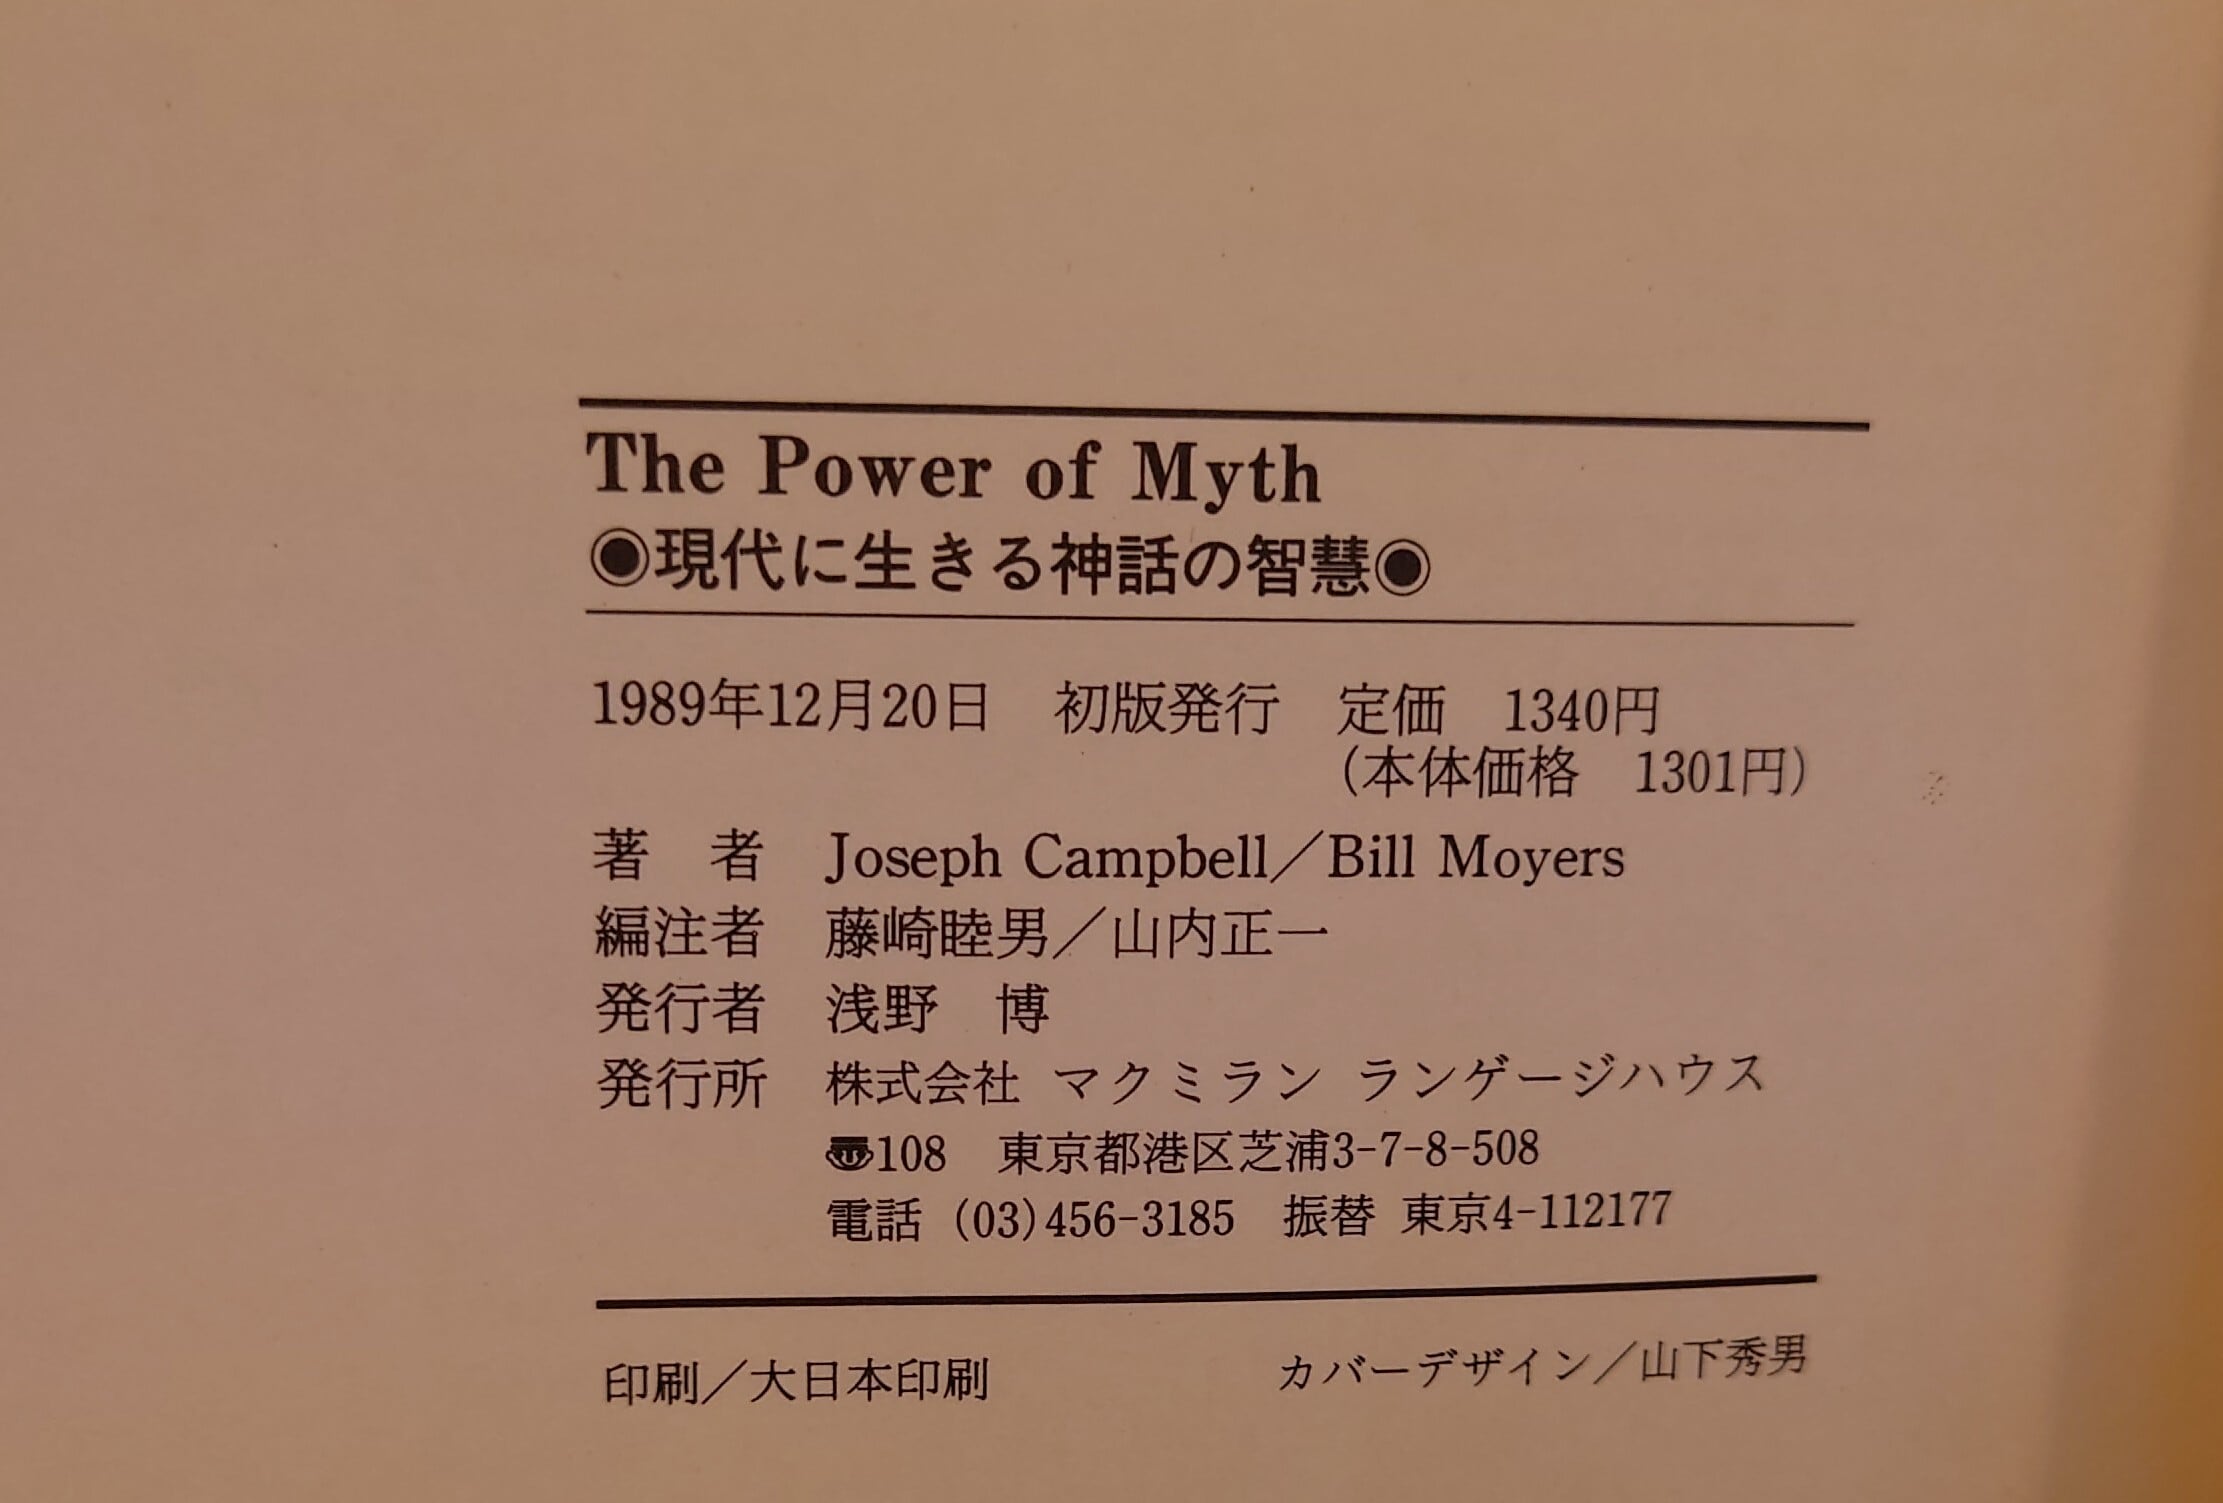 The Power of Myth
◉現代に生きる神話の智慧◉
1989年12月20日　初版発行　定価　1340円
(本体価格　1301円)
著　者　Joseph Campbell／Bill Moyers
編注者　藤崎睦男／山内正一
発行者　浅野　博
発行所　株式会社 マクミラン ランゲージハウス
〠108　東京都港区芝浦3-7-8-508
電話 (03)456-3185　振替 東京4-112177
印刷／大日本印刷　カバーデザイン／山下秀男